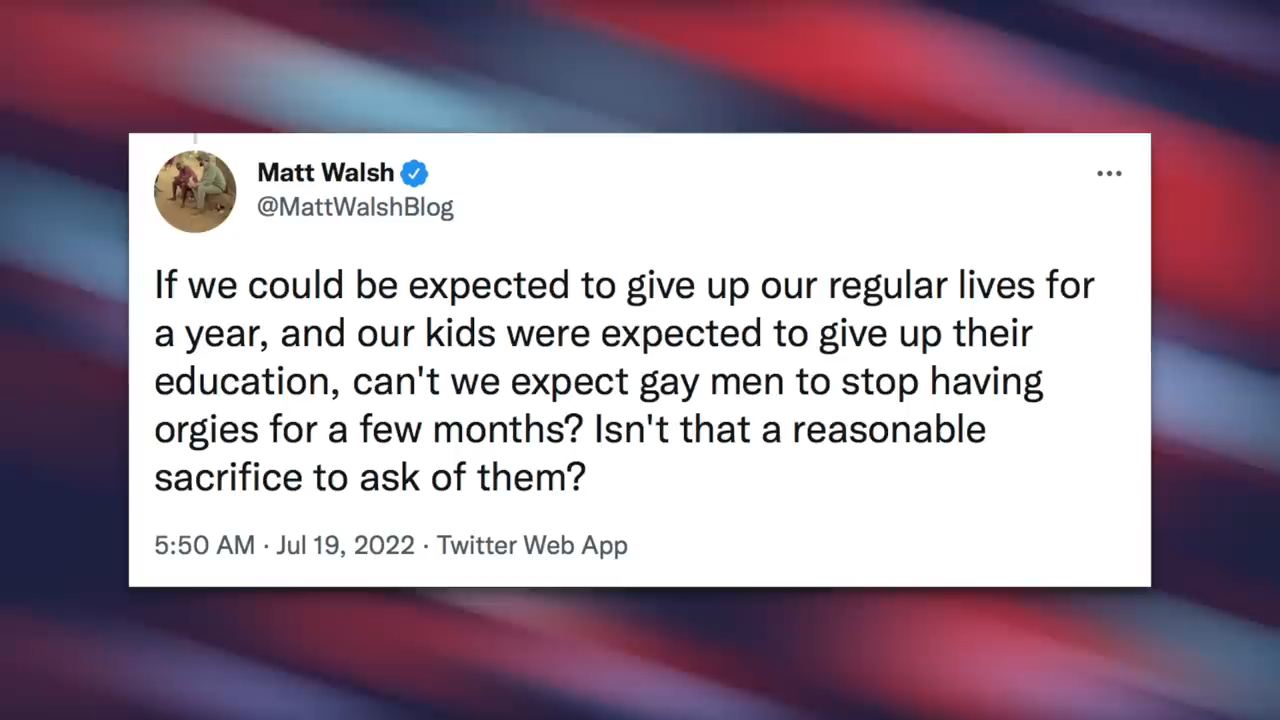 Matt Walsh
@MattWalshBlog
If we could be expected to give up our regular lives for
a year, and our kids were expected to give up their
education, can't we expect gay men to stop having
orgies for a few months? Isn't that a reasonable
sacrifice to ask of them?
5:50 AM · Jul 19, 2022 · Twitter Web App